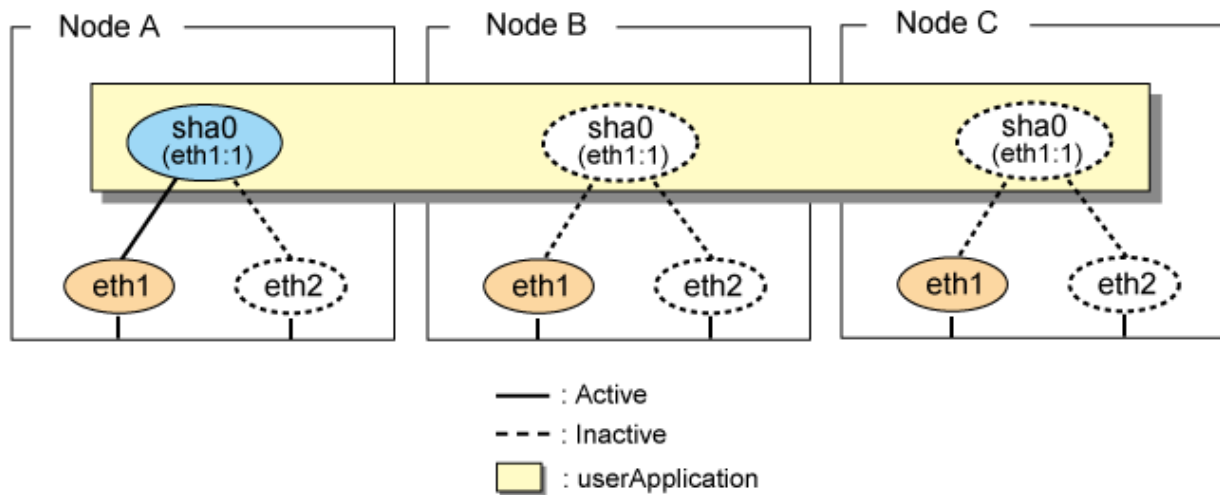 Node A
Node B
Node C
sha0
(eth1:1)
sha0
(eth1:1)
sha0
(eth1:1)
eth1
eth2
eth1
eth2
eth1
eth2
: Active
: Inactive
: userApplication